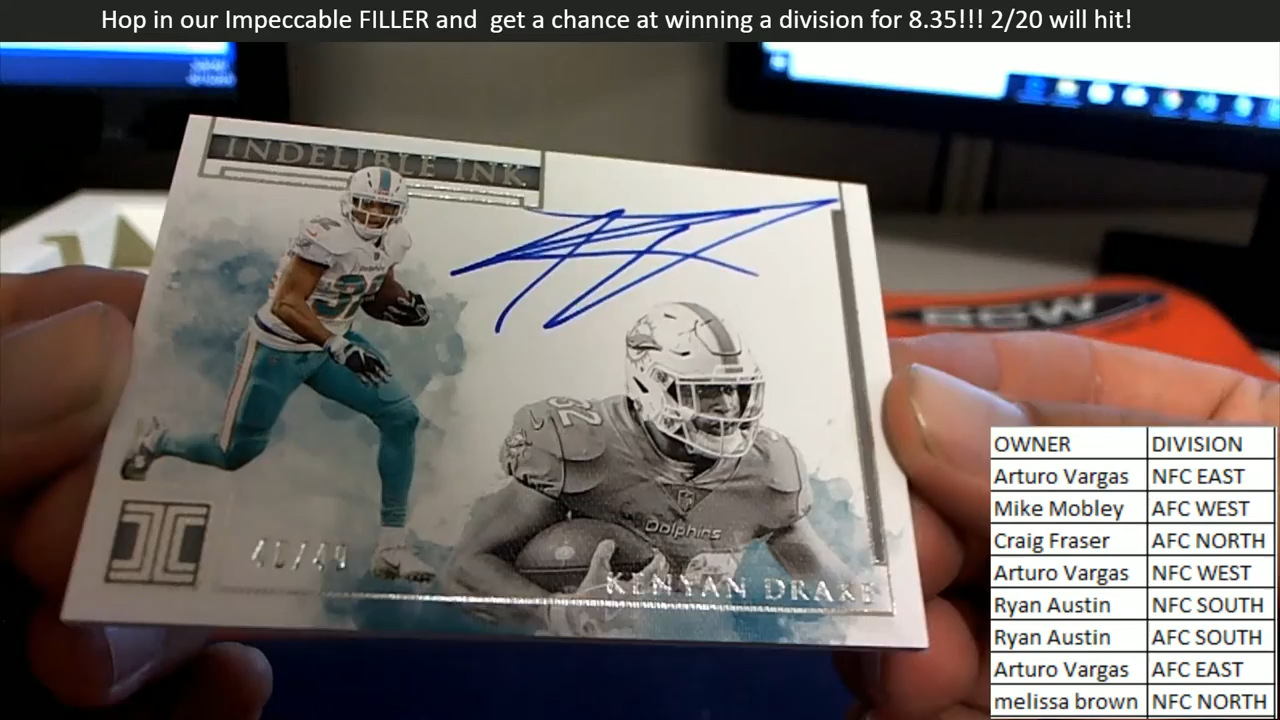 Hop in our Impeccable FILLER and  get a chance at winning a division for 8.35!!! 2/20 will hit!
INDELIBLE INK
32
32
Dolphins
KENYAN DRAKE
OWNER DIVISION
Arturo Vargas NFC EAST
Mike Mobley AFC WEST
Craig Fraser AFC NORTH
Arturo Vargas NFC WEST
Ryan Austin NFC SOUTH
Ryan Austin AFC SOUTH
Arturo Vargas AFC EAST
melissa brown NFC NORTH